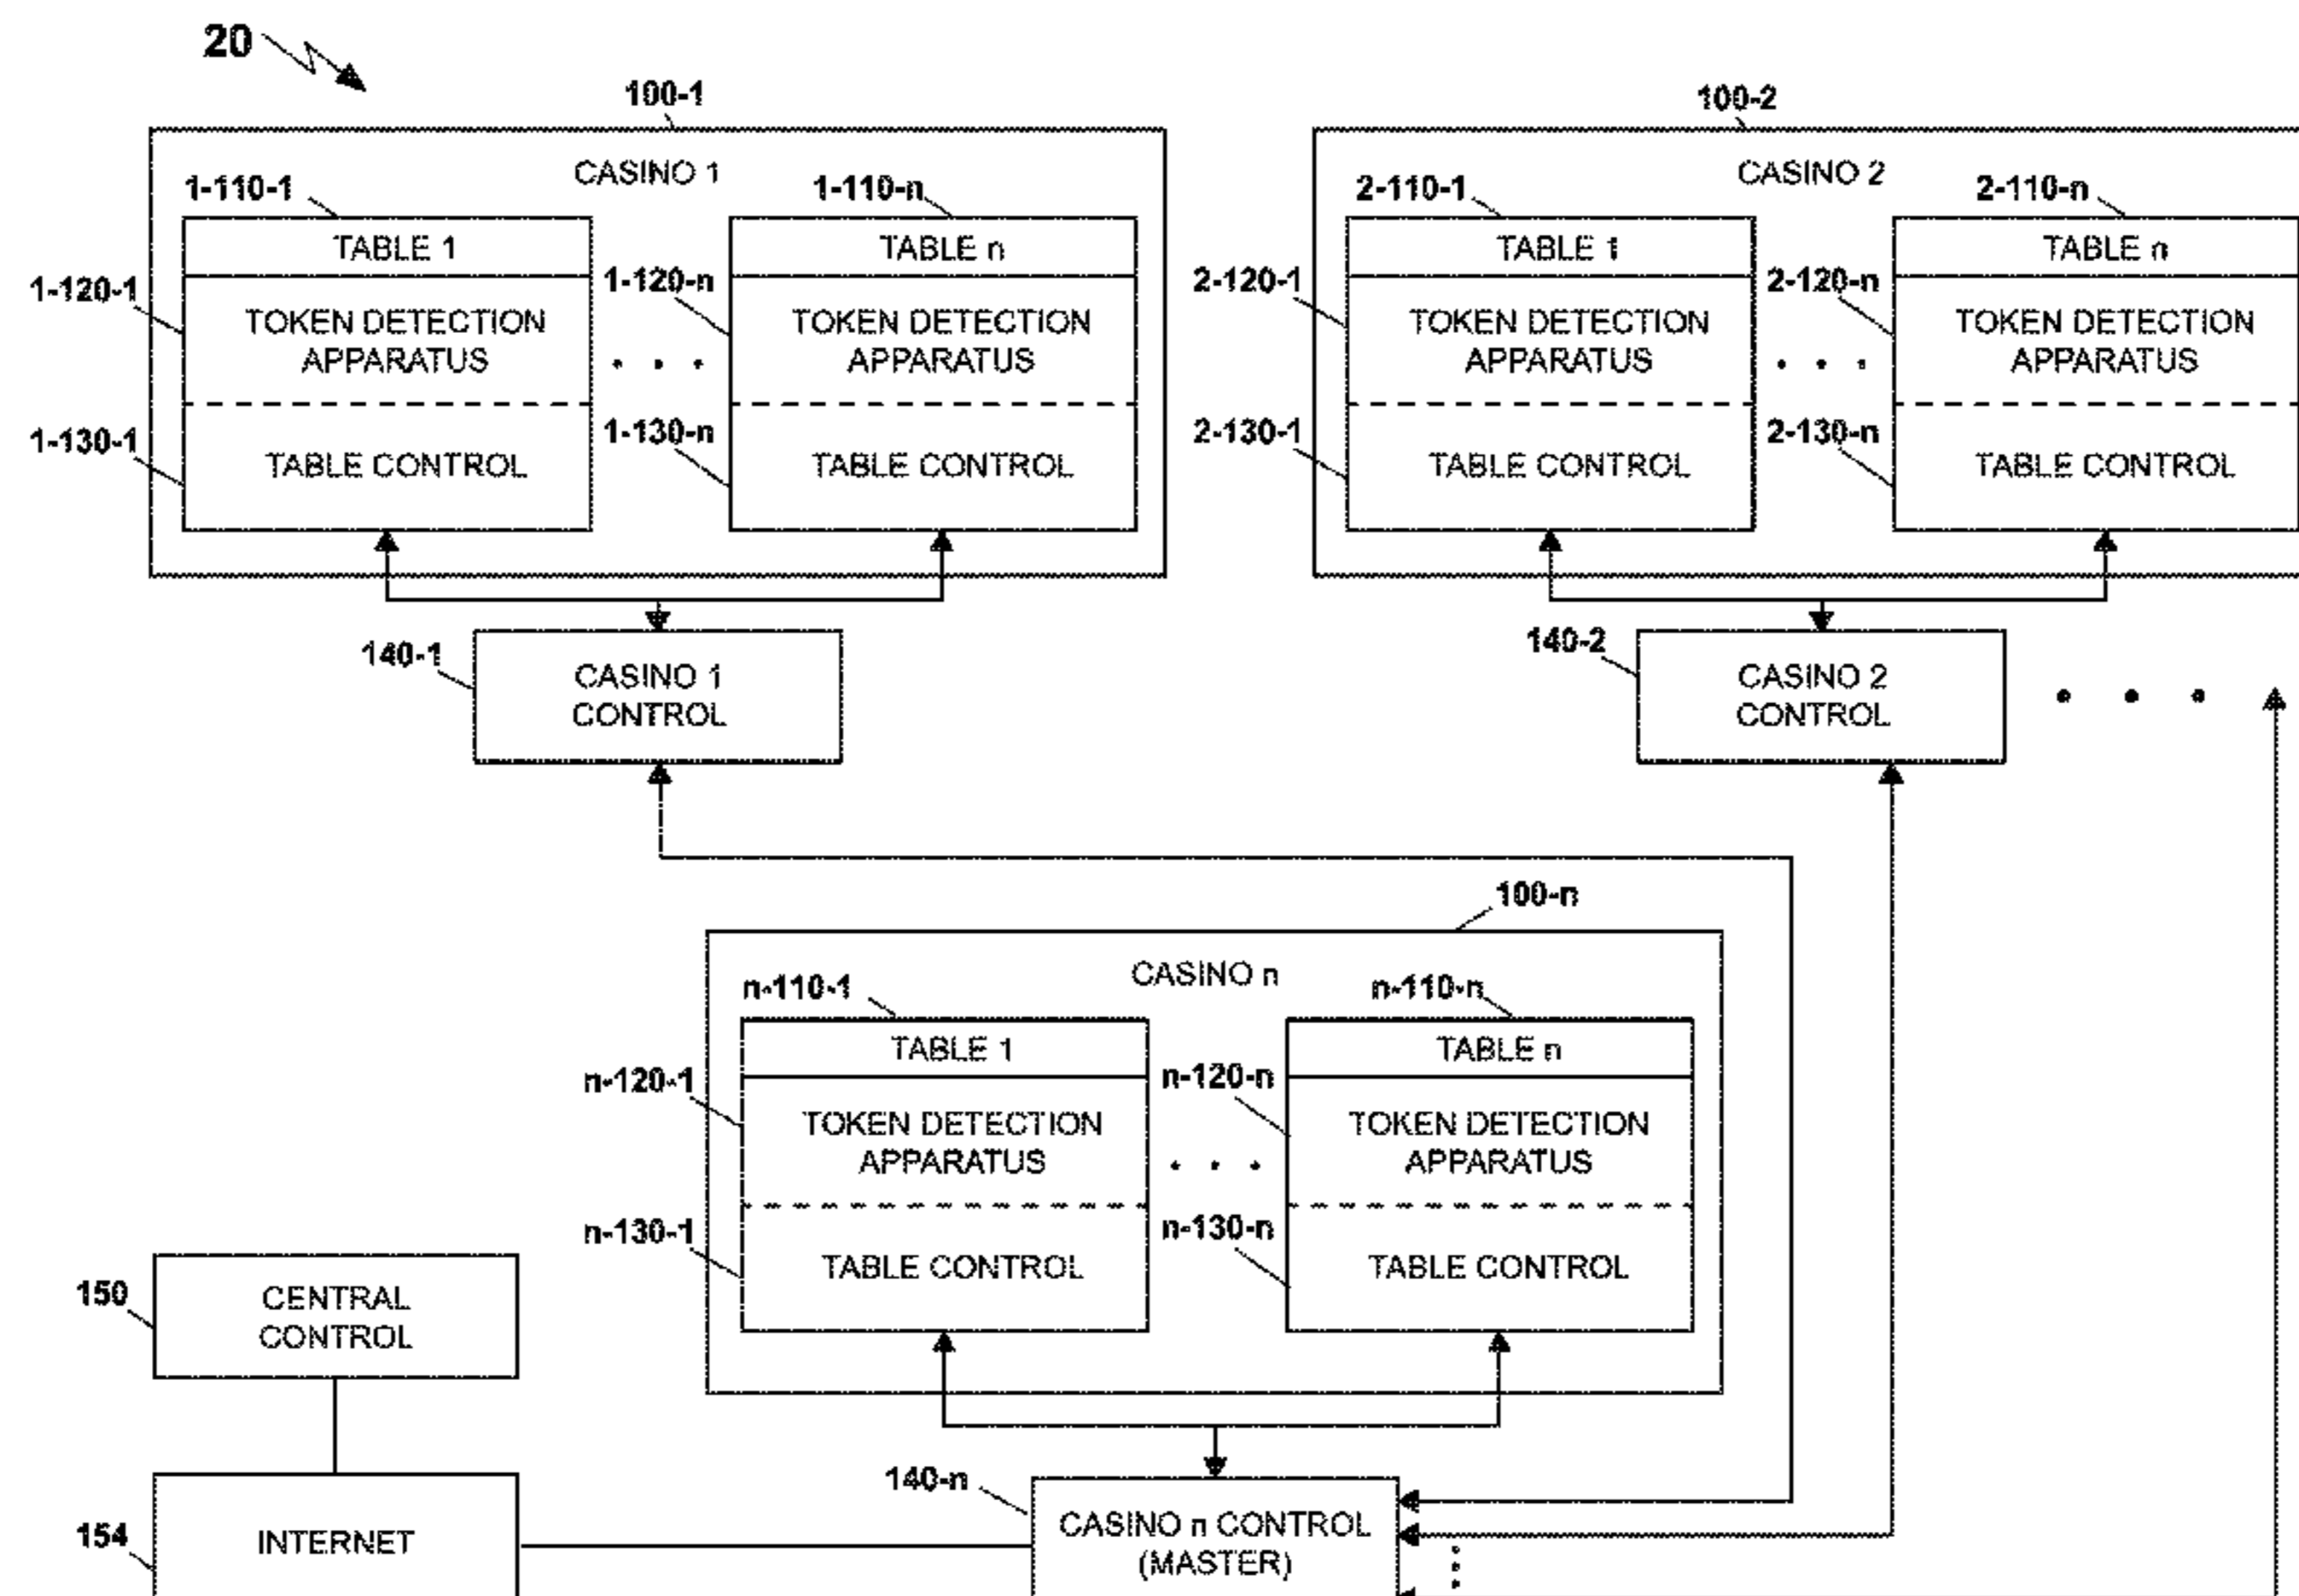 20
100-1
100-2
CASINO 1
CASINO 2
1-110-1
1-110-n
2-110-1
2-110-n
TABLE 1
TABLE n
TABLE 1
TABLE n
1-120-1
1-120-n
2-120-1
2-120-n
TOKEN DETECTION
APPARATUS
TOKEN DETECTION
APPARATUS
TOKEN DETECTION
APPARATUS
TOKEN DETECTION
APPARATUS
. . .
. . .
1-130-1
1-130-n
2-130-1
2-130-n
TABLE CONTROL
TABLE CONTROL
TABLE CONTROL
TABLE CONTROL
140-1
CASINO 1
CONTROL
140-2
CASINO 2
CONTROL
. . .
100-n
CASINO n
n-110-1
n-110-n
TABLE 1
TABLE n
n-120-1
n-120-n
TOKEN DETECTION
APPARATUS
TOKEN DETECTION
APPARATUS
. . .
n-130-1
n-130-n
TABLE CONTROL
TABLE CONTROL
150
CENTRAL
CONTROL
140-n
CASINO n CONTROL
(MASTER)
154
INTERNET